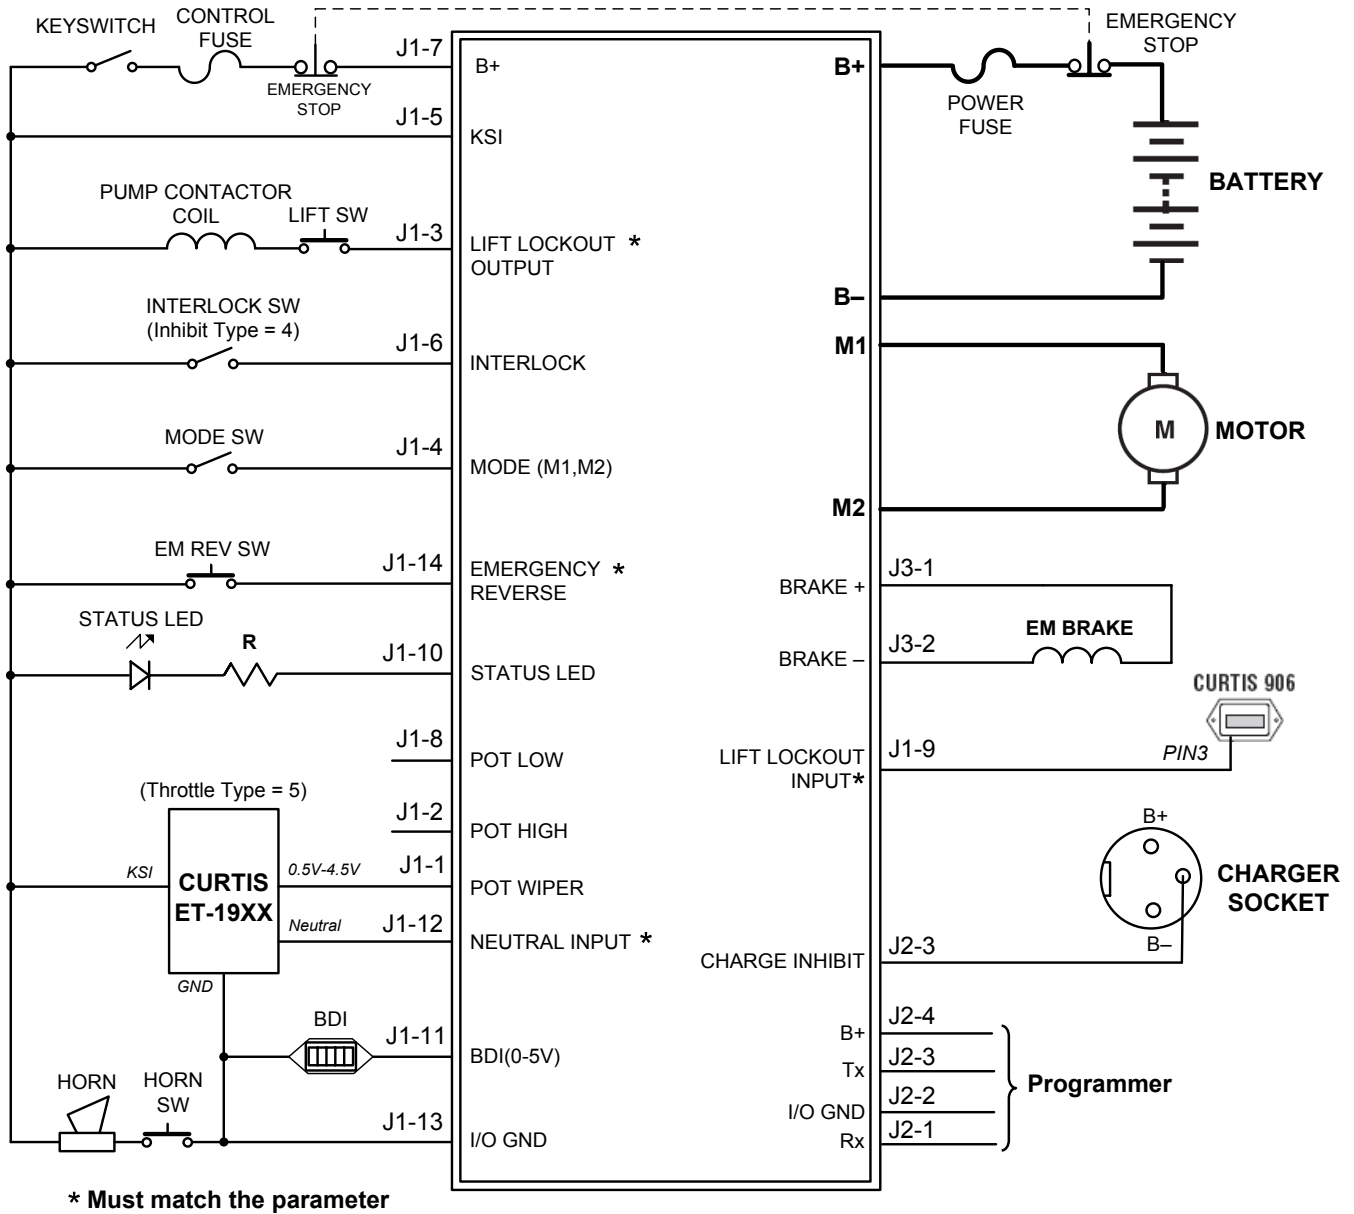 KEYSWITCH
CONTROL
FUSE
EMERGENCY
STOP
J1-7
B+
J1-5
KSI
PUMP CONTACTOR
COIL
LIFT SW
J1-3
LIFT LOCKOUT *
OUTPUT
INTERLOCK SW
(Inhibit Type = 4)
J1-6
INTERLOCK
MODE SW
J1-4
MODE (M1,M2)
EM REV SW
J1-14
EMERGENCY *
REVERSE
STATUS LED
R
J1-10
STATUS LED
J1-8
POT LOW
(Throttle Type = 5)
J1-2
POT HIGH
KSI
CURTIS
ET-19XX
0.5V-4.5V
J1-1
POT WIPER
Neutral
J1-12
NEUTRAL INPUT *
GND
BDI
J1-11
BDI(0-5V)
HORN
HORN
SW
J1-13
I/O GND
* Must match the parameter
B+
POWER
FUSE
EMERGENCY
STOP
BATTERY
B–
M1
M
MOTOR
M2
J3-1
BRAKE +
EM BRAKE
J3-2
BRAKE –
CURTIS 906
J1-9
LIFT LOCKOUT
INPUT*
PIN3
B+
CHARGER
SOCKET
B–
J2-3
CHARGE INHIBIT
J2-4
B+
J2-3
Tx
Programmer
J2-2
I/O GND
J2-1
Rx